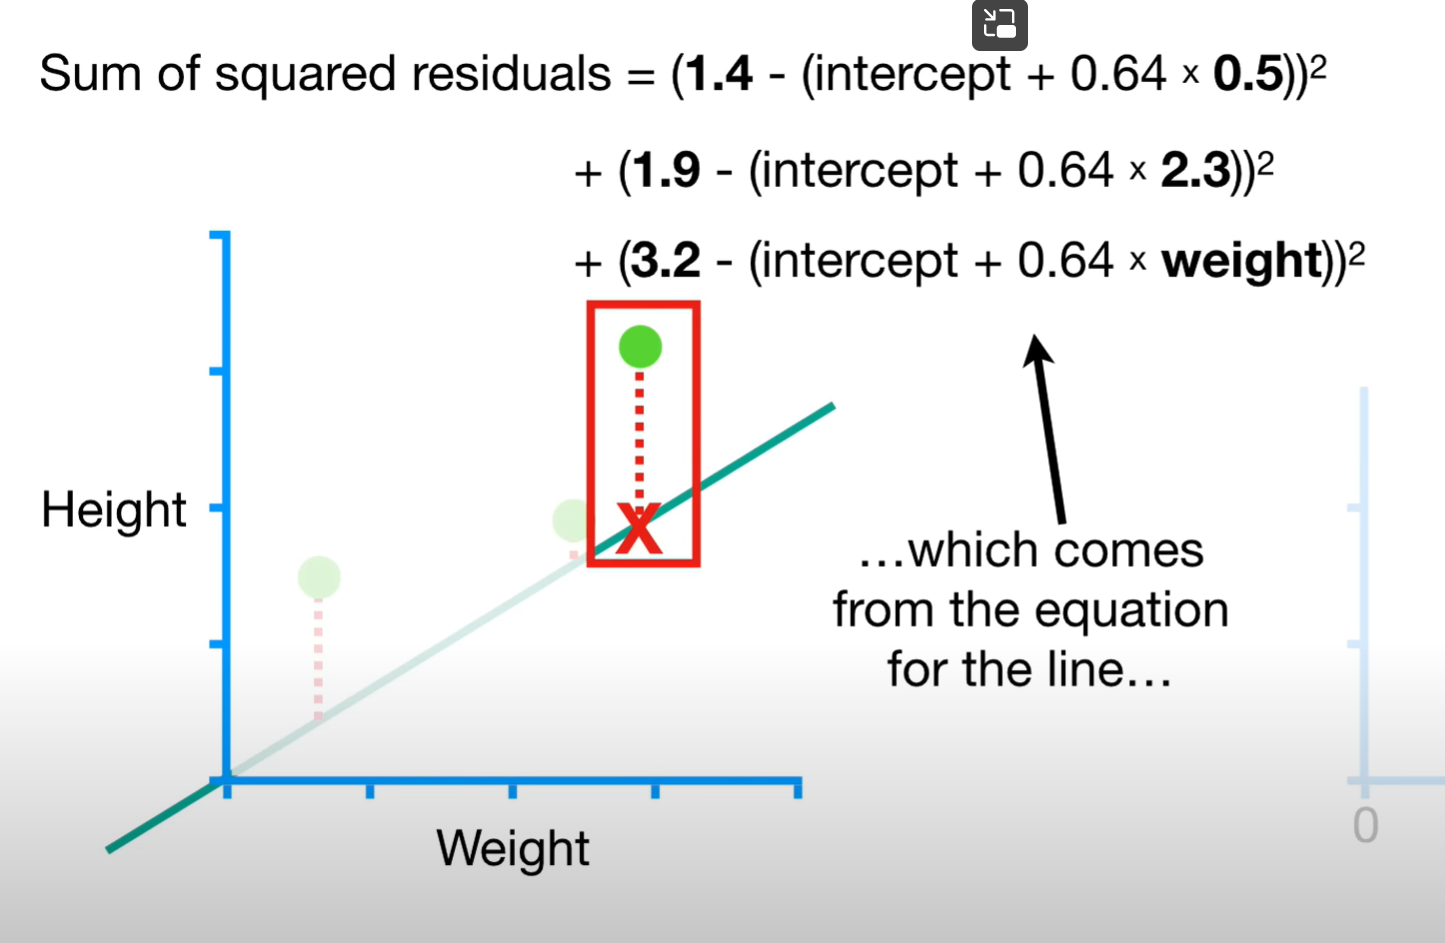 Sum of squared residuals = (1.4 - (intercept + 0.64 × 0.5))²
+ (1.9 - (intercept + 0.64 × 2.3))²
+ (3.2 - (intercept + 0.64 × weight))²
X
Height
…which comes
from the equation
for the line…
0
Weight